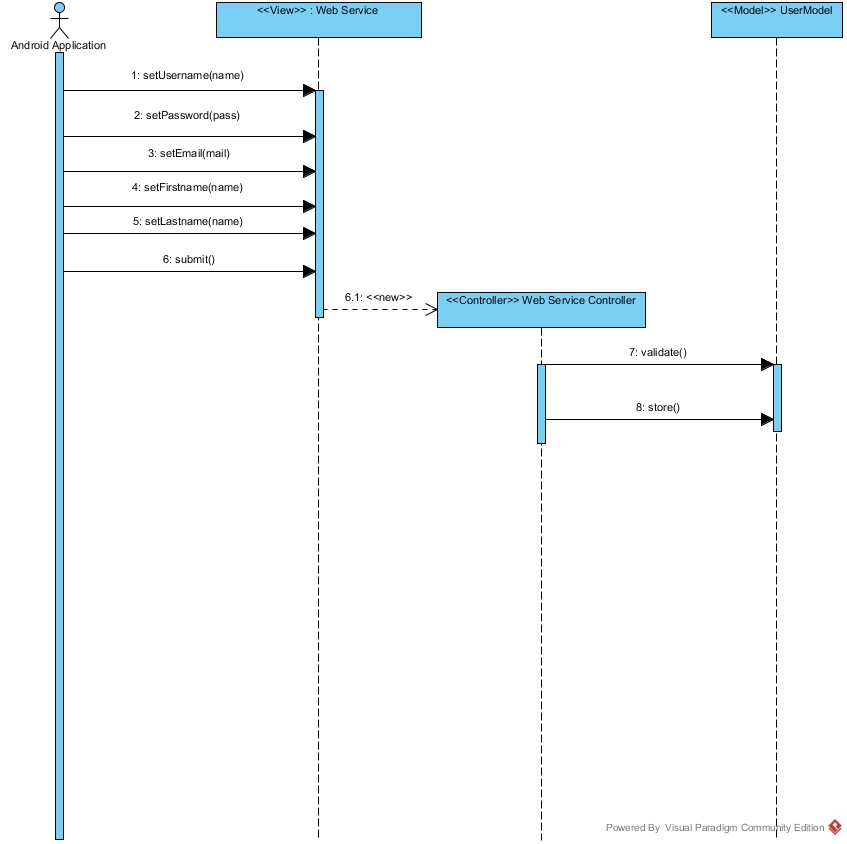 <<View>> : Web Service
<<Model>> UserModel
Android Application
1: setUsername(name)
2: setPassword(pass)
3: setEmail(mail)
4: setFirstname(name)
5: setLastname(name)
6: submit()
6.1: <<new>>
<<Controller>> Web Service Controller
7: validate()
8: store()
Powered By Visual Paradigm Community Edition